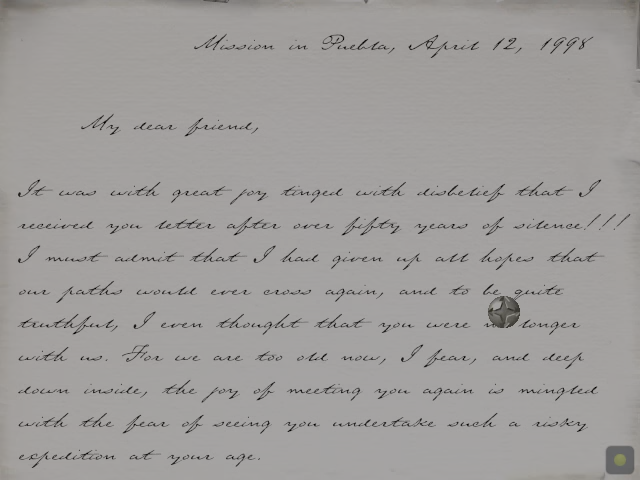 Mission in Puebla, April 12, 1998
My dear friend,
It was with great joy tinged with disbelief that I
received you letter after over fifty years of silence!!!
I must admit that I had given up all hopes that
our paths would ever cross again, and to be quite
truthful, I even thought that you were no longer
with us. For we are too old now, I fear, and deep
down inside, the joy of meeting you again is mingled
with the fear of seeing you undertake such a risky
expedition at your age.